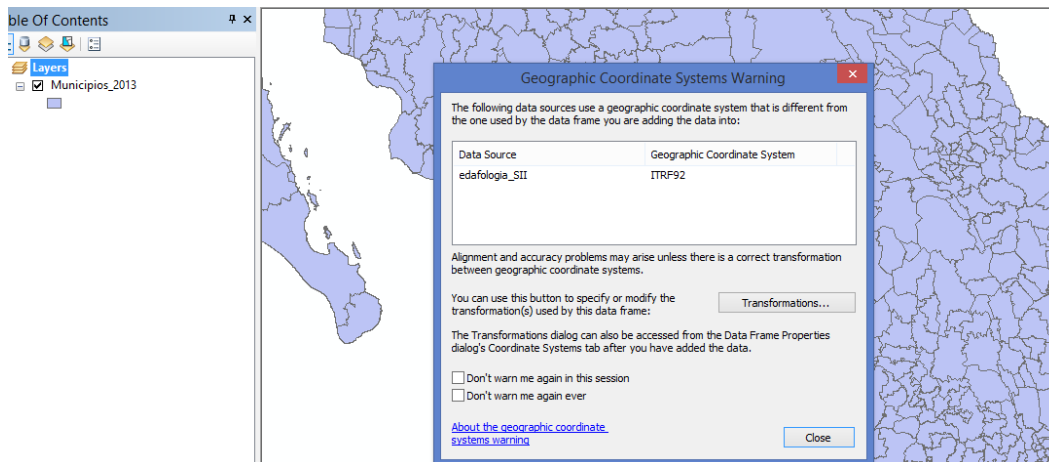 ble Of Contents
Layers
Municipios_2013
Geographic Coordinate Systems Warning
The following data sources use a geographic coordinate system that is different from
the one used by the data frame you are adding the data into:
Data Source Geographic Coordinate System
edafologia_SII ITRF92
Alignment and accuracy problems may arise unless there is a correct transformation
between geographic coordinate systems.
You can use this button to specify or modify the
transformation(s) used by this data frame:
Transformations...
The Transformations dialog can also be accessed from the Data Frame Properties
dialog's Coordinate Systems tab after you have added the data.
Don't warn me again in this session
Don't warn me again ever
About the geographic coordinate
systems warning
Close